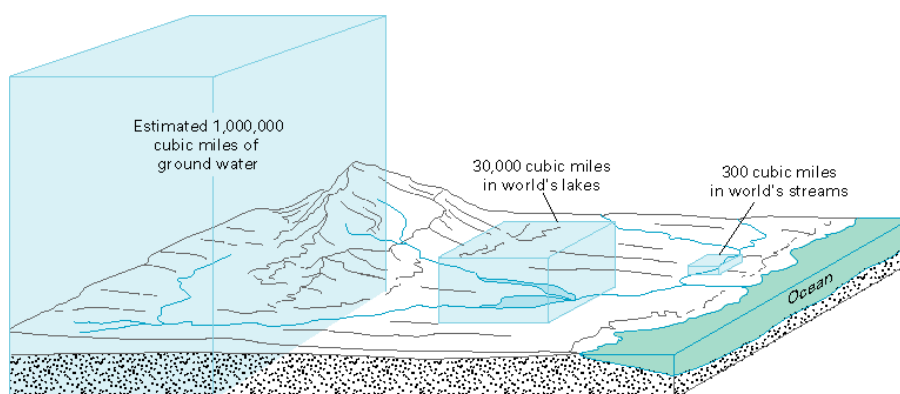 Estimated 1,000,000
cubic miles of
ground water
30,000 cubic miles
in world's lakes
300 cubic miles
in world's streams
Ocean